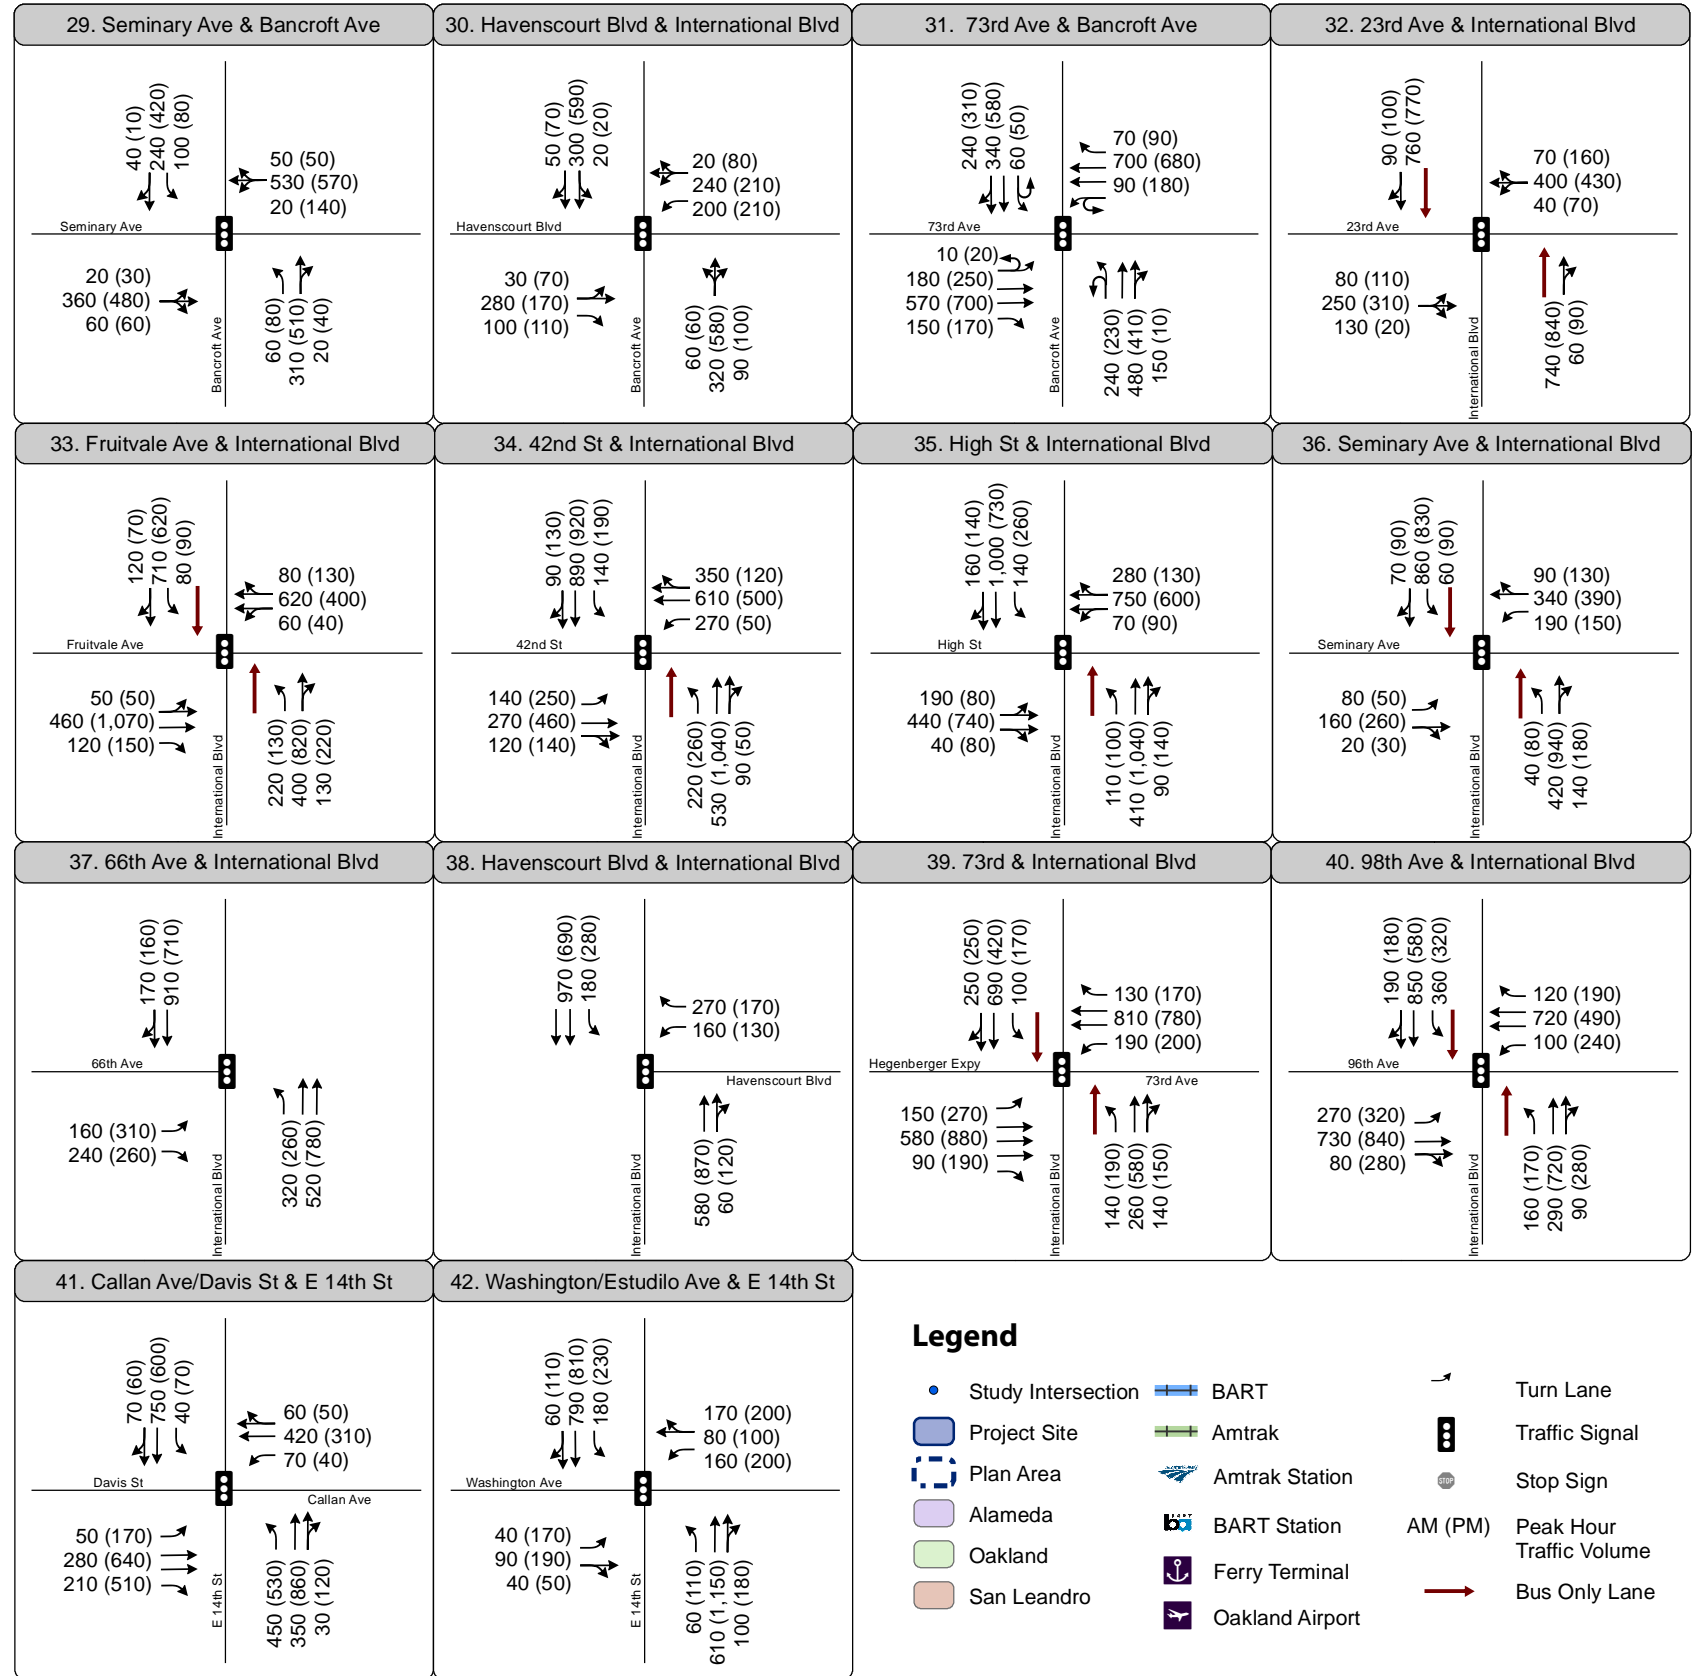 29. Seminary Ave & Bancroft Ave
40 (10)
240 (420)
100 (80)
50 (50)
530 (570)
20 (140)
Seminary Ave
20 (30)
360 (480)
60 (60)
Bancroft Ave
60 (80)
310 (510)
20 (40)
30. Havenscourt Blvd & International Blvd
50 (70)
300 (590)
20 (20)
20 (80)
240 (210)
200 (210)
Havenscourt Blvd
30 (70)
280 (170)
100 (110)
Bancroft Ave
60 (60)
320 (580)
90 (100)
31. 73rd Ave & Bancroft Ave
240 (310)
340 (580)
60 (50)
70 (90)
700 (680)
90 (180)
73rd Ave
10 (20)
180 (250)
570 (700)
150 (170)
Bancroft Ave
240 (230)
480 (410)
150 (10)
32. 23rd Ave & International Blvd
90 (100)
760 (770)
70 (160)
400 (430)
40 (70)
23rd Ave
80 (110)
250 (310)
130 (20)
International Blvd
740 (840)
60 (90)
33. Fruitvale Ave & International Blvd
120 (70)
710 (620)
80 (90)
80 (130)
620 (400)
60 (40)
Fruitvale Ave
50 (50)
460 (1,070)
120 (150)
International Blvd
220 (130)
400 (820)
130 (220)
34. 42nd St & International Blvd
90 (130)
890 (920)
140 (190)
350 (120)
610 (500)
270 (50)
42nd St
140 (250)
270 (460)
120 (140)
International Blvd
220 (260)
530 (1,040)
90 (50)
35. High St & International Blvd
160 (140)
1,000 (730)
140 (260)
280 (130)
750 (600)
70 (90)
High St
190 (80)
440 (740)
40 (80)
International Blvd
110 (100)
410 (1,040)
90 (140)
36. Seminary Ave & International Blvd
70 (90)
860 (830)
60 (90)
90 (130)
340 (390)
190 (150)
Seminary Ave
80 (50)
160 (260)
20 (30)
International Blvd
40 (80)
420 (940)
140 (180)
37. 66th Ave & International Blvd
170 (160)
910 (710)
66th Ave
160 (310)
240 (260)
International Blvd
320 (260)
520 (780)
38. Havenscourt Blvd & International Blvd
970 (690)
180 (280)
270 (170)
160 (130)
Havenscourt Blvd
International Blvd
580 (870)
60 (120)
39. 73rd & International Blvd
250 (250)
690 (420)
100 (170)
130 (170)
810 (780)
190 (200)
Hegenberger Expy
73rd Ave
150 (270)
580 (880)
90 (190)
International Blvd
140 (190)
260 (580)
140 (150)
40. 98th Ave & International Blvd
190 (180)
850 (580)
360 (320)
120 (190)
720 (490)
100 (240)
96th Ave
270 (320)
730 (840)
80 (280)
International Blvd
160 (170)
290 (720)
90 (280)
41. Callan Ave/Davis St & E 14th St
70 (60)
750 (600)
40 (70)
60 (50)
420 (310)
70 (40)
Davis St
Callan Ave
50 (170)
280 (640)
210 (510)
E 14th St
450 (530)
350 (860)
30 (120)
42. Washington/Estudilo Ave & E 14th St
60 (110)
790 (810)
180 (230)
170 (200)
80 (100)
160 (200)
Washington Ave
40 (170)
90 (190)
40 (50)
E 14th St
60 (110)
610 (1,150)
100 (180)
Legend
Study Intersection
Project Site
Plan Area
Alameda
Oakland
San Leandro
BART
Amtrak
Amtrak Station
ba BART Station
Ferry Terminal
Oakland Airport
Turn Lane
Traffic Signal
STOP Stop Sign
AM (PM) Peak Hour
Traffic Volume
Bus Only Lane